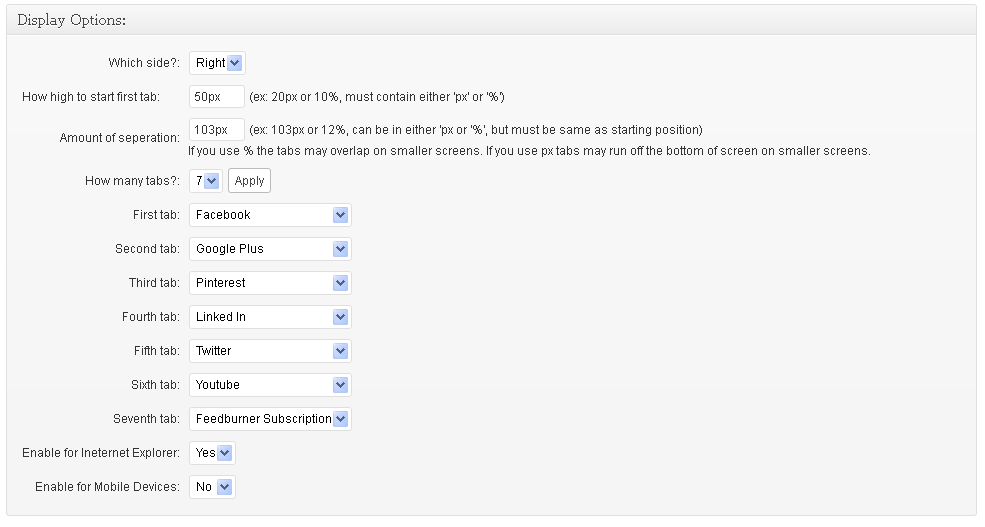 Display Options:
Which side?: Right
How high to start first tab: 50px (ex: 20px or 10%, must contain either 'px' or '%')
Amount of seperation: 103px (ex: 103px or 12%, can be in either 'px or '%', but must be same as starting position)
If you use % the tabs may overlap on smaller screens. If you use px tabs may run off the bottom of screen on smaller screens.
How many tabs?: 7 Apply
First tab: Facebook
Second tab: Google Plus
Third tab: Pinterest
Fourth tab: Linked In
Fifth tab: Twitter
Sixth tab: Youtube
Seventh tab: Feedburner Subscription
Enable for Ineternet Explorer: Yes
Enable for Mobile Devices: No